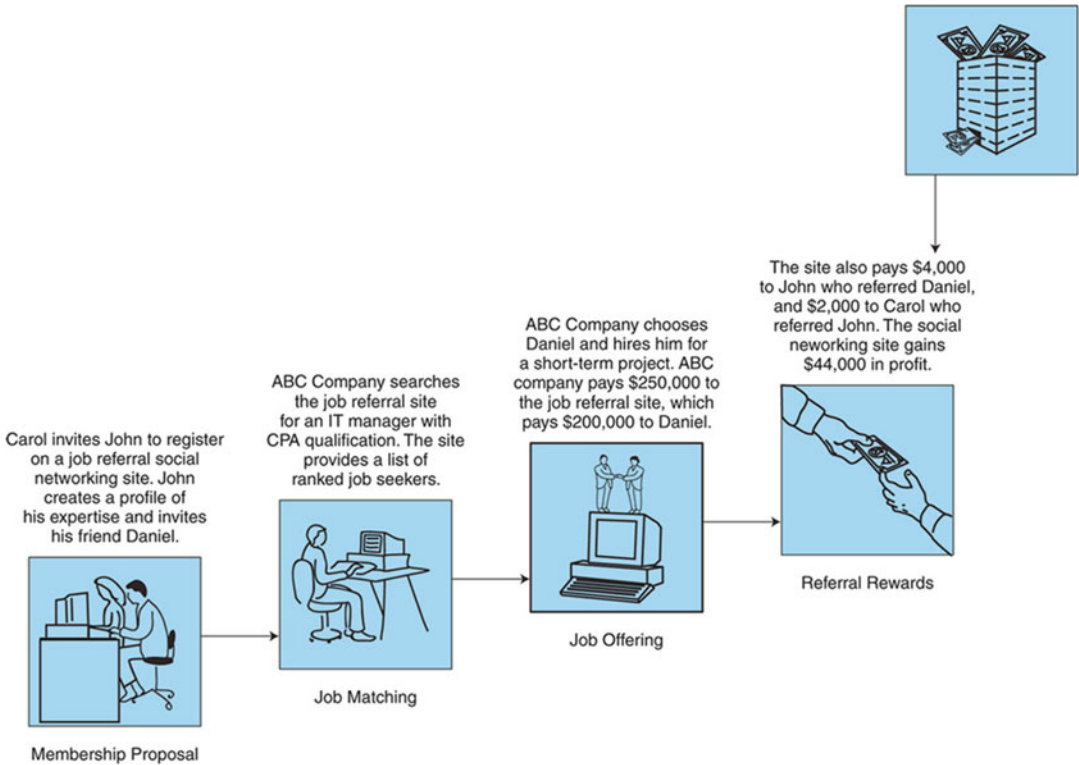 Carol invites John to register
on a job referral social
networking site. John
creates a profile of
his expertise and invites
his friend Daniel.
Membership Proposal
ABC Company searches
the job referral site
for an IT manager with
CPA qualification. The site
provides a list of
ranked job seekers.
Job Matching
ABC Company chooses
Daniel and hires him for
a short-term project. ABC
company pays $250,000 to
the job referral site, which
pays $200,000 to Daniel.
Job Offering
The site also pays $4,000
to John who referred Daniel,
and $2,000 to Carol who
referred John. The social
neworking site gains
$44,000 in profit.
Referral Rewards